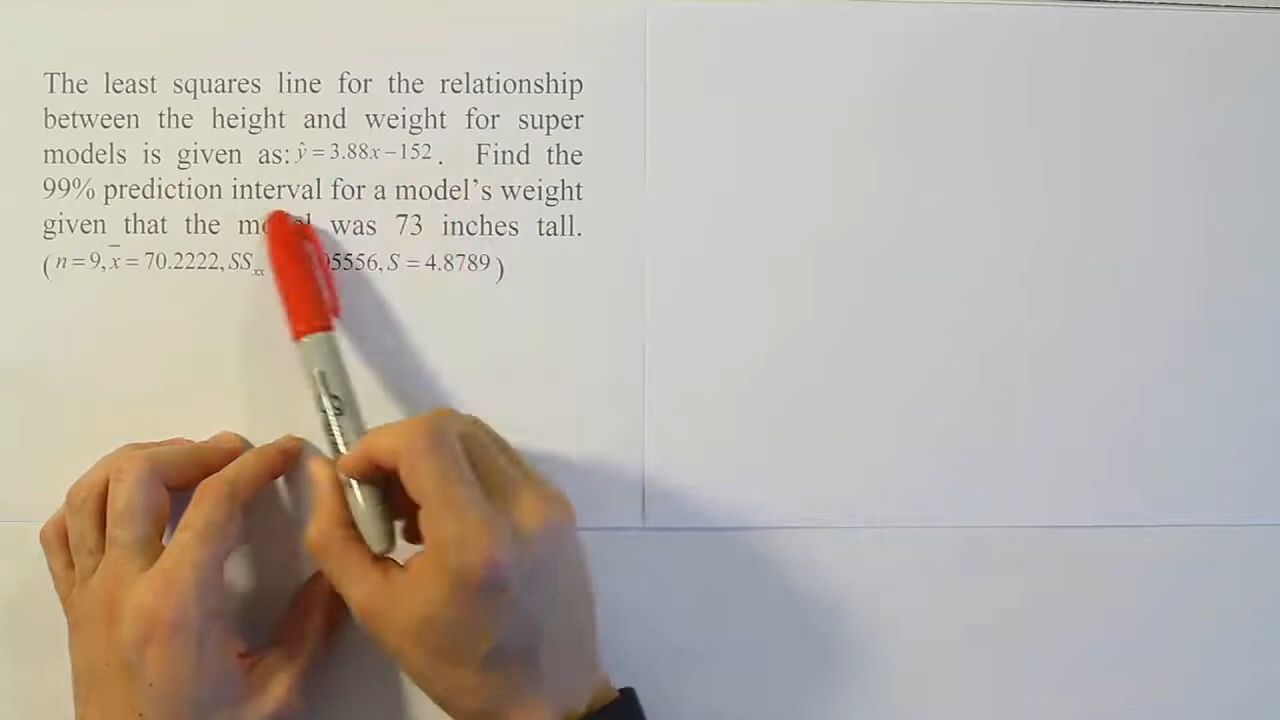 The least squares line for the relationship
between the height and weight for super
models is given as: ŷ = 3.88x − 152. Find the
99% prediction interval for a model's weight
given that the was 73 inches tall.
(n = 9, x̄ = 70.2222, SSxx 5556, S = 4.8789)